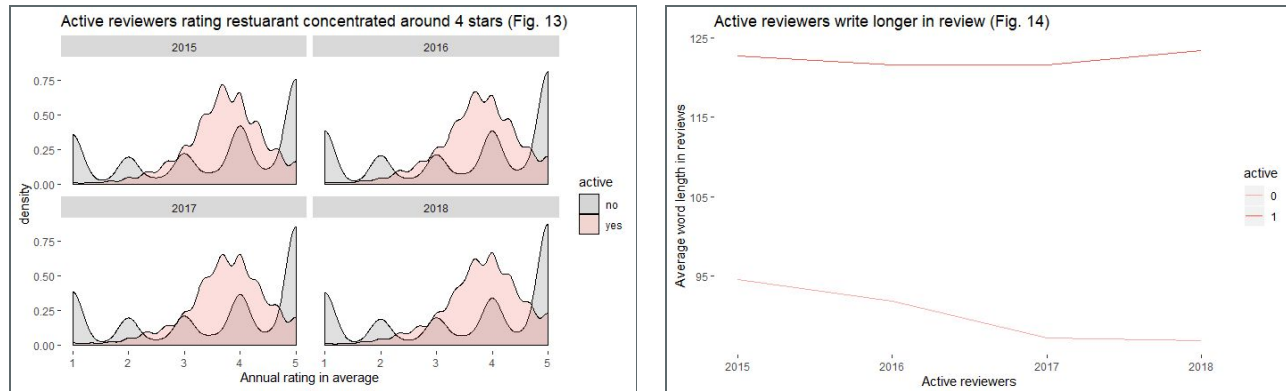 Active reviewers rating restuarant concentrated around 4 stars (Fig. 13)
2015
2016
0.75
0.50
0.25
0.00
2017
2018
0.75
0.50
0.25
0.00
density
1 2 3 4 5
1 2 3 4 5
Annual rating in average
active
no
yes
Active reviewers write longer in review (Fig. 14)
125
115
105
95
Average word length in reviews
2015 2016 2017 2018
Active reviewers
active
0
1